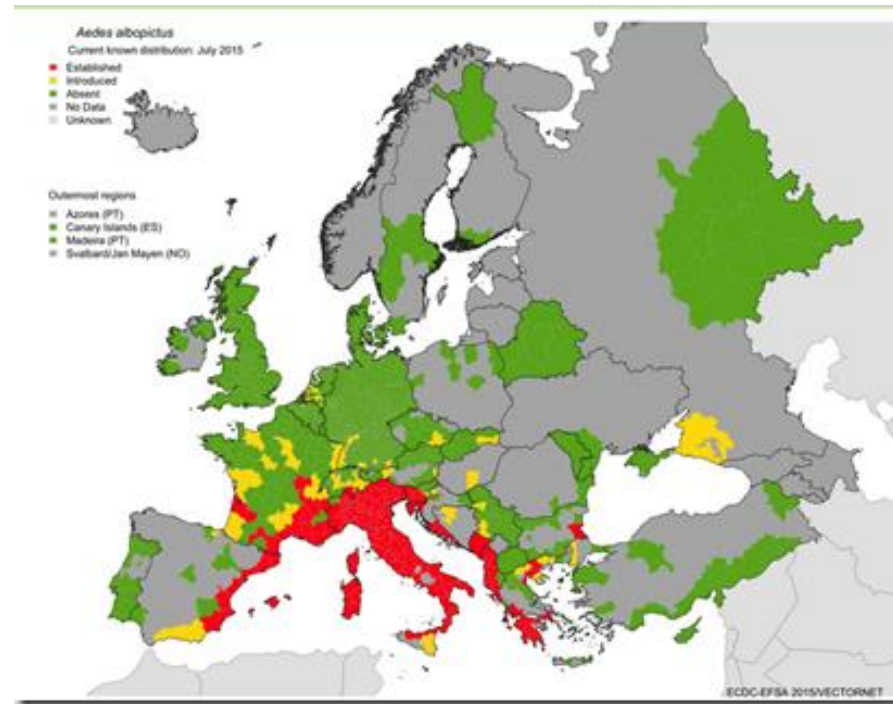 Aedes albopictus
Current known distribution: July 2015
Established
Introduced
Absent
No Data
Unknown
Outermost regions
Azores (PT)
Canary Islands (ES)
Madeira (PT)
Svalbard/Jan Mayen (NO)
ECDC-EFSA 2015/VECTORNET